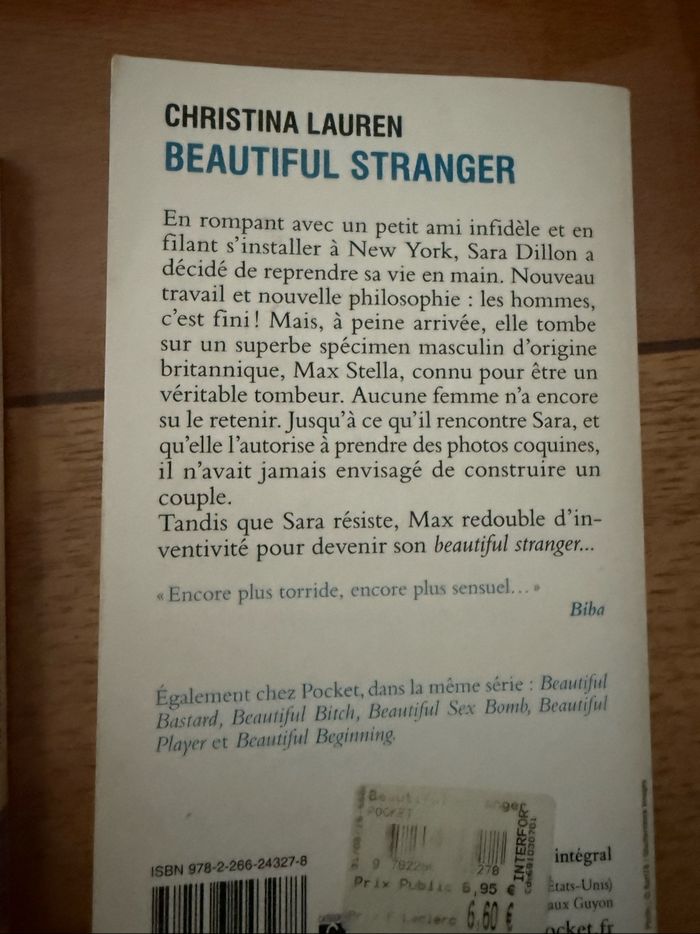 CHRISTINA LAUREN
BEAUTIFUL STRANGER
En rompant avec un petit ami infidèle et en
filant s'installer à New York, Sara Dillon a
décidé de reprendre sa vie en main. Nouveau
travail et nouvelle philosophie : les hommes,
c'est fini ! Mais, à peine arrivée, elle tombe
sur un superbe spécimen masculin d'origine
britannique, Max Stella, connu pour être un
véritable tombeur. Aucune femme n'a encore
su le retenir. Jusqu'à ce qu'il rencontre Sara, et
qu'elle l'autorise à prendre des photos coquines,
il n'avait jamais envisagé de construire un
couple.
Tandis que Sara résiste, Max redouble d'in-
ventivité pour devenir son beautiful stranger...
« Encore plus torride, encore plus sensuel... »
Biba
Également chez Pocket, dans la même série : Beautiful
Bastard, Beautiful Bitch, Beautiful Sex Bomb, Beautiful
Player et Beautiful Beginning.
ISBN 978-2-266-24327-8
POCKET
INTERFOR
278
Prix Public 6,95 €
6,60 €
intégral
États-Unis)
aux Guyon
ocket.fr